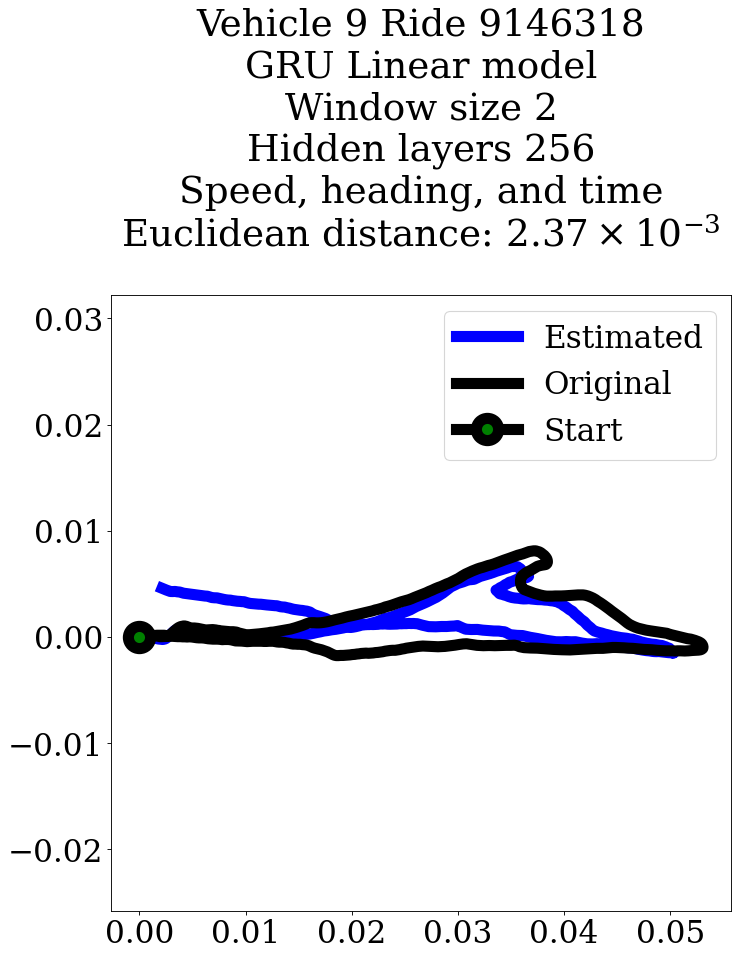 Vehicle 9 Ride 9146318
GRU Linear model
Window size 2
Hidden layers 256
Speed, heading, and time
Euclidean distance: 2.37 × 10⁻³
Estimated
Original
Start
0.03
0.02
0.01
0.00
−0.01
−0.02
0.00 0.01 0.02 0.03 0.04 0.05